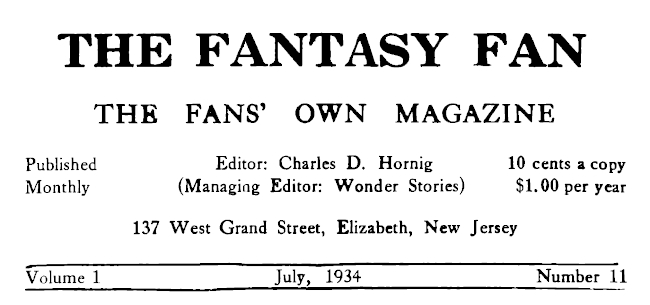 THE FANTASY FAN
THE FANS' OWN MAGAZINE
Published Editor: Charles D. Hornig 10 cents a copy
Monthly (Managing Editor: Wonder Stories) $1.00 per year
137 West Grand Street, Elizabeth, New Jersey
Volume 1 July, 1934 Number 11